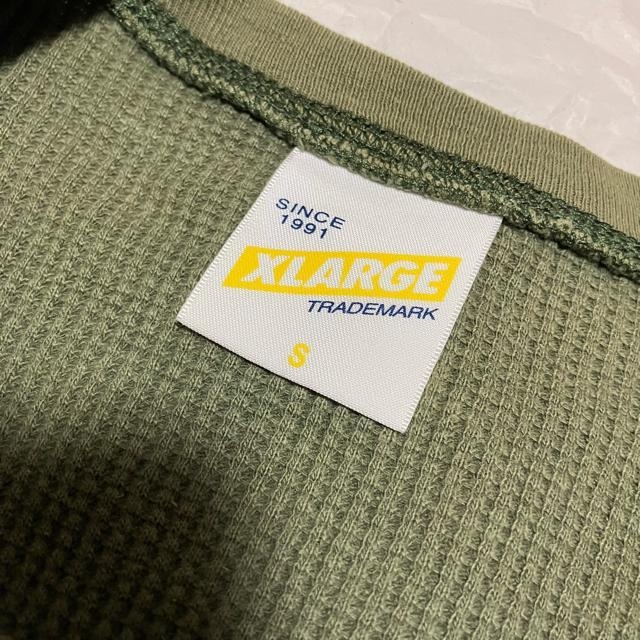 SINCE
1991
XLARGE
TRADEMARK
S